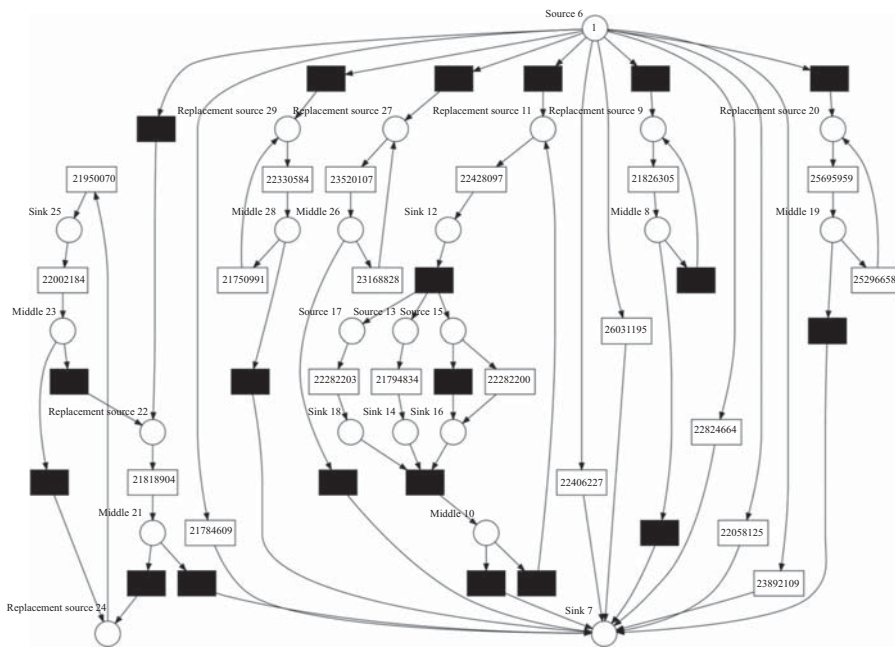 Source 6
1
Replacement source 29
Replacement source 27
Replacement source 11
Replacement source 9
Replacement source 20
21950070
22330584
23520107
22428097
21826305
25695959
Sink 25
Middle 28
Middle 26
Sink 12
Middle 8
Middle 19
22002184
21750991
23168828
25296658
Middle 23
Source 17
Source 13
Source 15
26031195
22282203
21794834
22282200
Replacement source 22
Sink 18
Sink 14
Sink 16
22824664
21818904
22406227
Middle 21
Middle 10
21784609
22058125
23892109
Replacement source 24
Sink 7